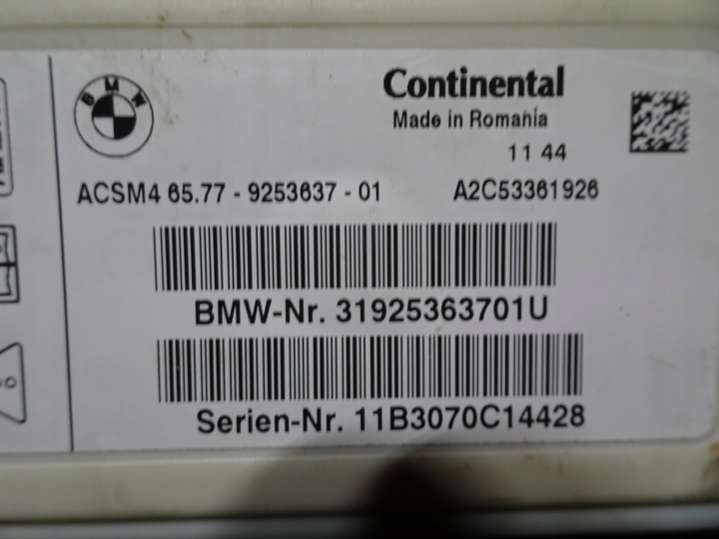 BMW
Continental
Made in Romania
11 44
ACSM4 65.77 - 9253637 - 01 A2C53361926
BMW-Nr. 31925363701U
Serien-Nr. 11B3070C14428